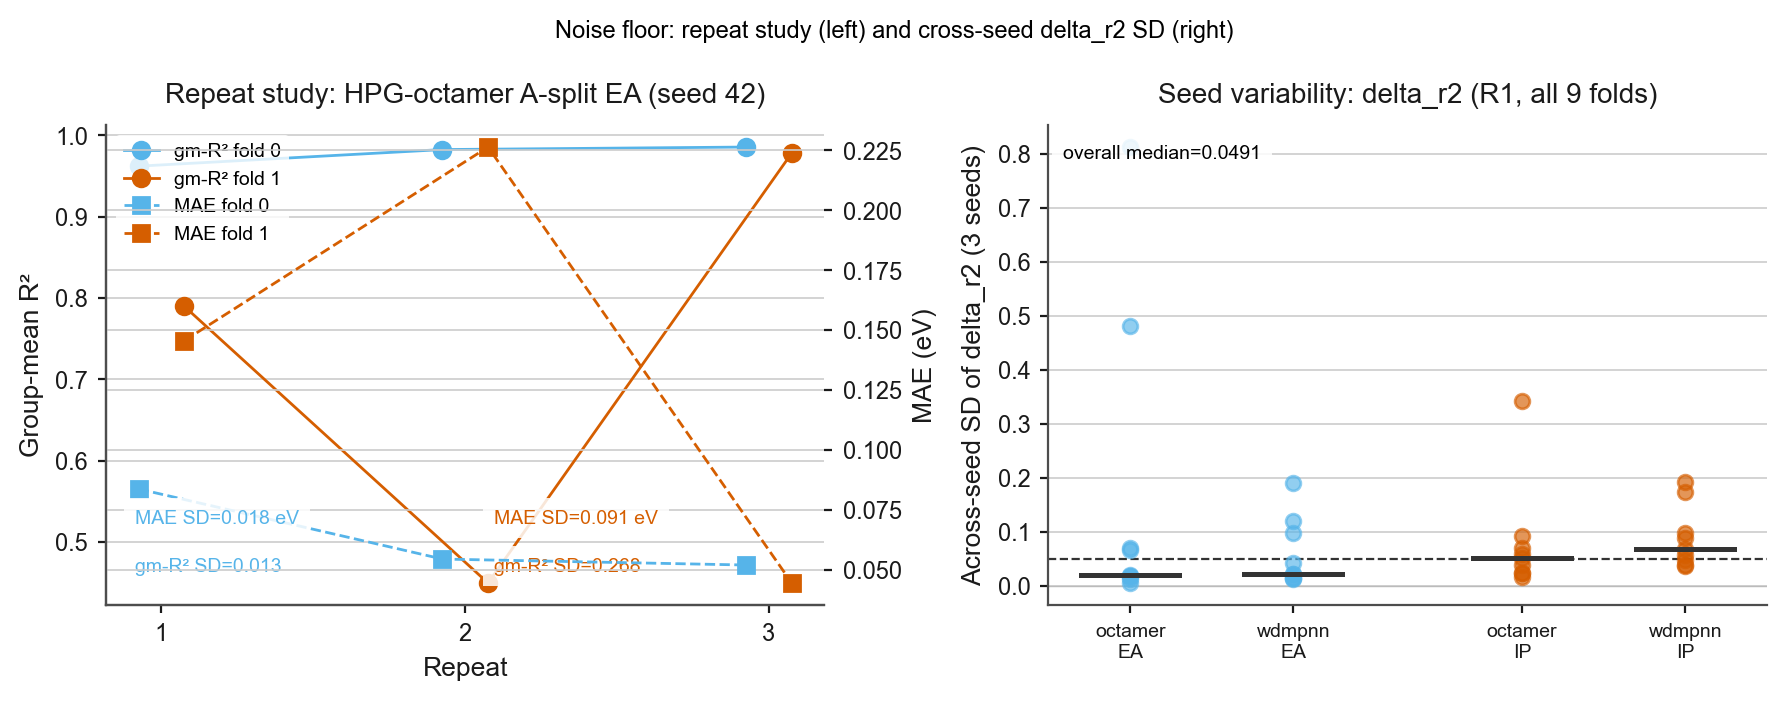 Noise floor: repeat study (left) and cross-seed delta_r2 SD (right)
Repeat study: HPG-octamer A-split EA (seed 42)
Group-mean R²
1.0
0.9
0.8
0.7
0.6
0.5
gm-R² fold 0
gm-R² fold 1
MAE fold 0
MAE fold 1
MAE SD=0.018 eV
gm-R² SD=0.013
MAE SD=0.091 eV
gm-R² SD=0.268
0.225
0.200
0.175
0.150
0.125
0.100
0.075
0.050
MAE (eV)
1
2
3
Repeat
Seed variability: delta_r2 (R1, all 9 folds)
Across-seed SD of delta_r2 (3 seeds)
0.8
0.7
0.6
0.5
0.4
0.3
0.2
0.1
0.0
overall median=0.0491
octamer
EA
wdmpnn
EA
octamer
IP
wdmpnn
IP